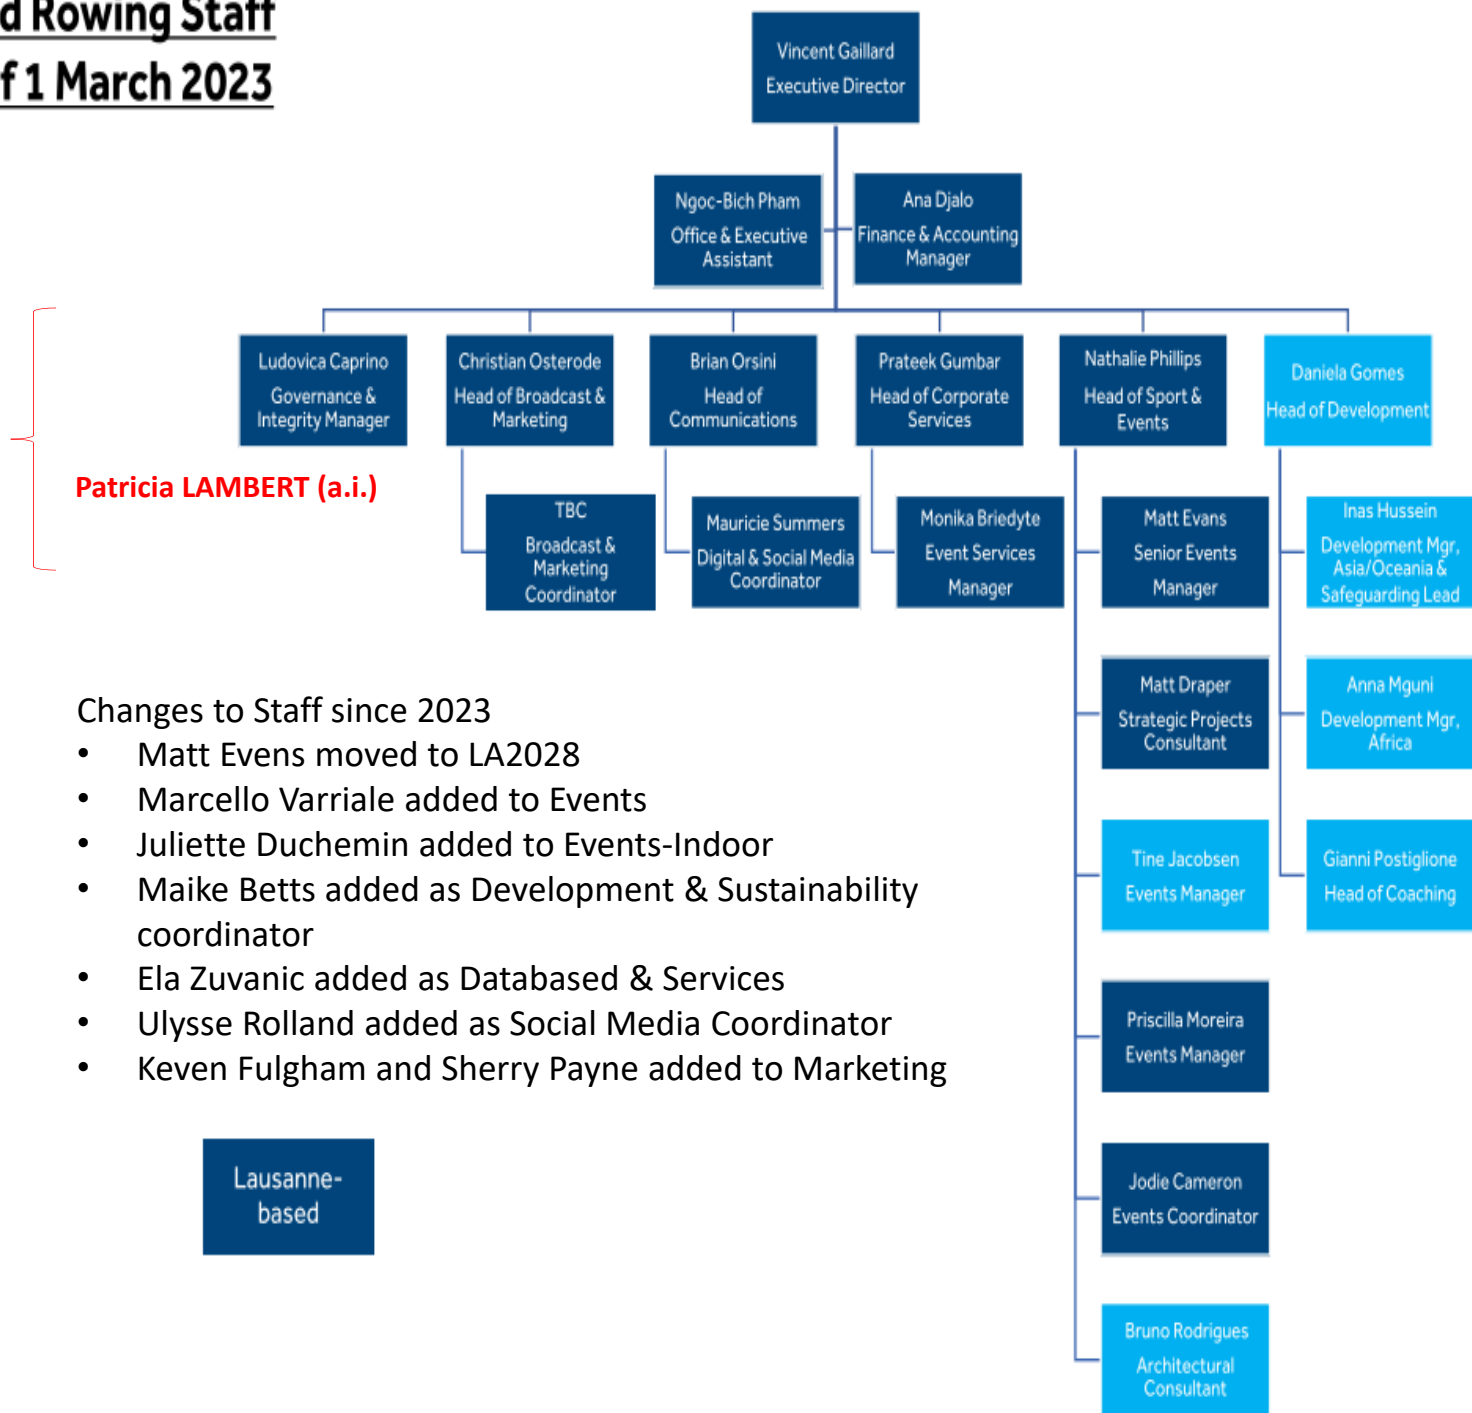 d Rowing Staff
f 1 March 2023
Vincent Gaillard
Executive Director
Ngoc-Bich Pham
Office & Executive
Assistant
Ana Djalo
Finance & Accounting
Manager
Ludovica Caprino
Governance &
Integrity Manager
Christian Osterode
Head of Broadcast &
Marketing
Brian Orsini
Head of
Communications
Prateek Gumbar
Head of Corporate
Services
Nathalie Phillips
Head of Sport &
Events
Daniela Gomes
Head of Development
Patricia LAMBERT (a.i.)
TBC
Broadcast &
Marketing
Coordinator
Mauricie Summers
Digital & Social Media
Coordinator
Monika Briedyte
Event Services
Manager
Matt Evans
Senior Events
Manager
Inas Hussein
Development Mgr,
Asia/Oceania &
Safeguarding Lead
Matt Draper
Strategic Projects
Consultant
Anna Mguni
Development Mgr,
Africa
Tine Jacobsen
Events Manager
Gianni Postiglione
Head of Coaching
Priscilla Moreira
Events Manager
Jodie Cameron
Events Coordinator
Bruno Rodrigues
Architectural
Consultant
Changes to Staff since 2023
• Matt Evens moved to LA2028
• Marcello Varriale added to Events
• Juliette Duchemin added to Events-Indoor
• Maike Betts added as Development & Sustainability
coordinator
• Ela Zuvanic added as Databased & Services
• Ulysse Rolland added as Social Media Coordinator
• Keven Fulgham and Sherry Payne added to Marketing
Lausanne-
based